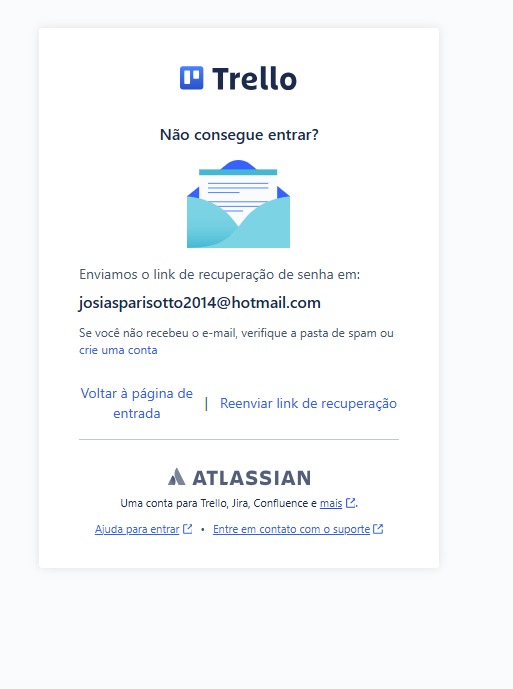 Trello
Não consegue entrar?
Enviamos o link de recuperação de senha em:
josiasparisotto2014@hotmail.com
Se você não recebeu o e-mail, verifique a pasta de spam ou
crie uma conta
Voltar à página de
entrada
|
Reenviar link de recuperação
ATLASSIAN
Uma conta para Trello, Jira, Confluence e mais.
Ajuda para entrar • Entre em contato com o suporte